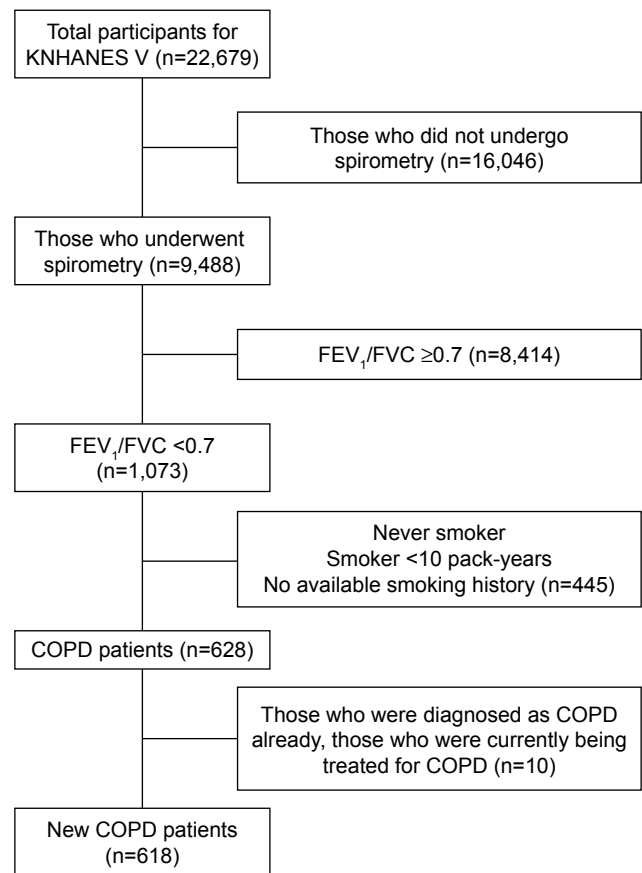 Total participants for
KNHANES V (n=22,679)
Those who did not undergo
spirometry (n=16,046)
Those who underwent
spirometry (n=9,488)
FEV₁/FVC ≥0.7 (n=8,414)
FEV₁/FVC <0.7
(n=1,073)
Never smoker
Smoker <10 pack-years
No available smoking history (n=445)
COPD patients (n=628)
Those who were diagnosed as COPD
already, those who were currently being
treated for COPD (n=10)
New COPD patients
(n=618)